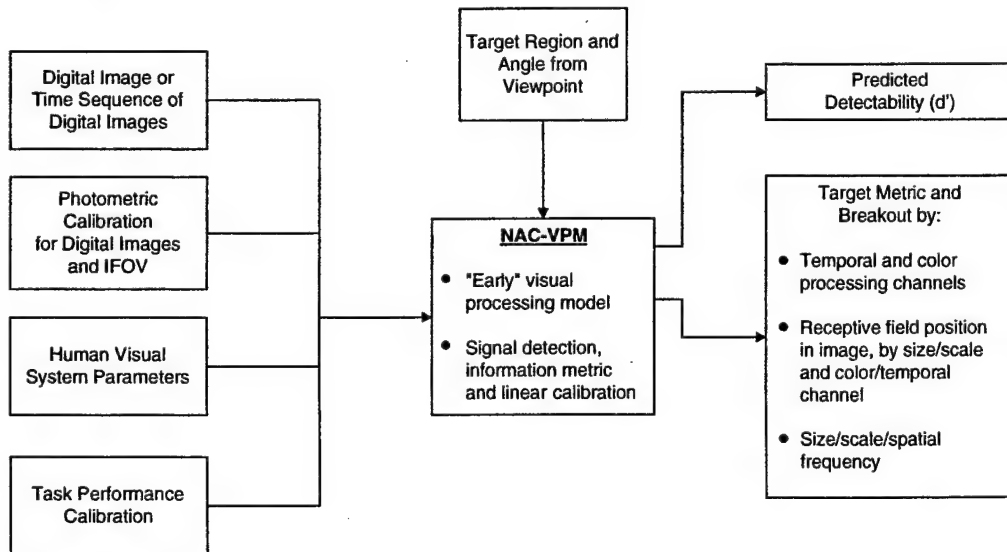 Digital Image or
Time Sequence of
Digital Images
Photometric
Calibration
for Digital Images
and IFOV
Human Visual
System Parameters
Task Performance
Calibration
Target Region and
Angle from
Viewpoint
NAC-VPM
• "Early" visual
processing model
• Signal detection,
information metric
and linear calibration
Predicted
Detectability (d')
Target Metric and
Breakout by:
• Temporal and color
processing channels
• Receptive field position
in image, by size/scale
and color/temporal
channel
• Size/scale/spatial
frequency